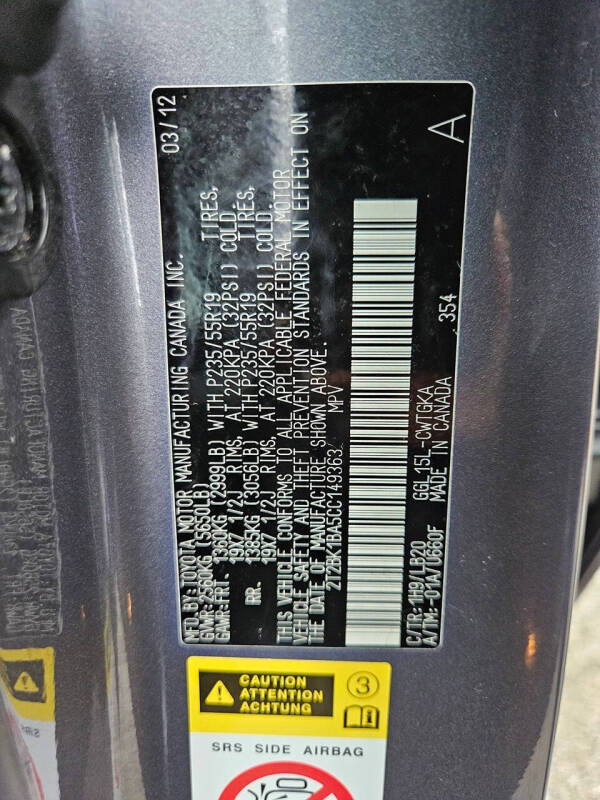 MFD. BY: TOYOTA MOTOR MANUFACTURING CANADA INC. 03/12
GVWR: 2560KG (5650LB)
GAWR: FRT. 1360KG (2999LB) WITH P235/55R19 TIRES,
19X7 1/2J RIMS, AT 220KPA (32PSI) COLD.
RR. 1385KG (3056LB) WITH P235/55R19 TIRES,
19X7 1/2J RIMS, AT 220KPA (32PSI) COLD.
THIS VEHICLE CONFORMS TO ALL APPLICABLE FEDERAL MOTOR
VEHICLE SAFETY AND THEFT PREVENTION STANDARDS IN EFFECT ON
THE DATE OF MANUFACTURE SHOWN ABOVE.
2T2BK1BA5CC149363 MPV
C/TR: 1H9/LB20 GGL15L-CWTGKA 354
A/TM: -01A/U660F MADE IN CANADA
A
CAUTION
ATTENTION
ACHTUNG
3
SRS SIDE AIRBAG